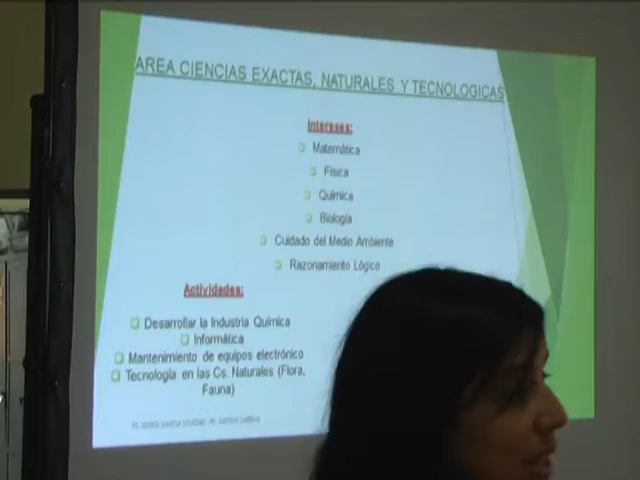 AREA CIENCIAS EXACTAS, NATURALES Y TECNOLOGICAS
Intereses:
Matemática
Física
Química
Biología
Cuidado del Medio Ambiente
Razonamiento Lógico
Actividades:
Desarrollar la Industria Química
Informática
Mantenimiento de equipos electrónico
Tecnología en las Cs. Naturales (Flora,
Fauna)